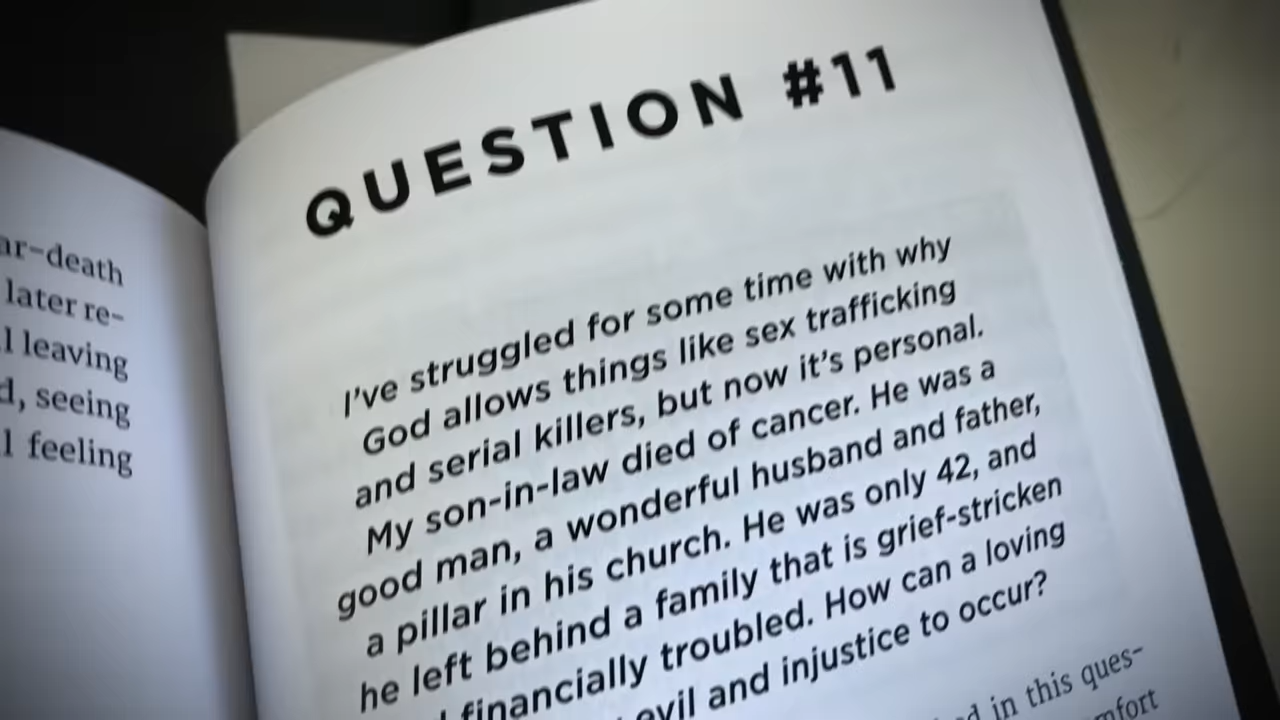 ar-death
later re-
l leaving
d, seeing
l feeling
QUESTION #11
I've struggled for some time with why
God allows things like sex trafficking
and serial killers, but now it's personal.
My son-in-law died of cancer. He was a
good man, a wonderful husband and father,
a pillar in his church. He was only 42, and
he left behind a family that is grief-stricken
financially troubled. How can a loving
evil and injustice to occur?
d in this ques-
mfort